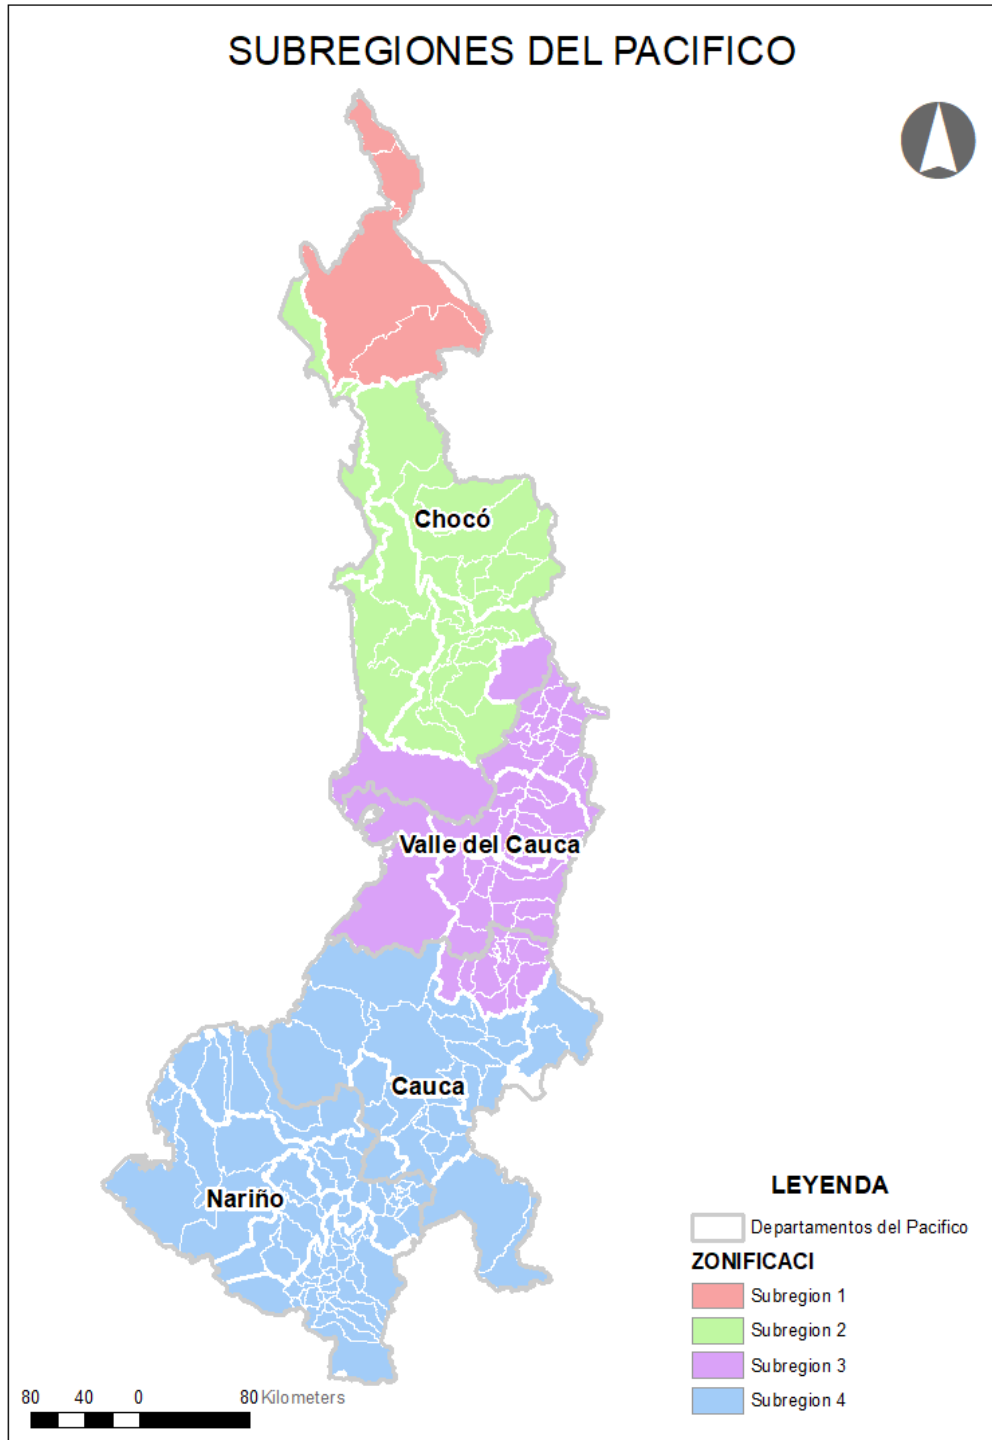 SUBREGIONES DEL PACIFICO
Chocó
Valle del Cauca
Cauca
Nariño
LEYENDA
Departamentos del Pacifico
ZONIFICACI
Subregion 1
Subregion 2
Subregion 3
Subregion 4
80 40 0 80 Kilometers